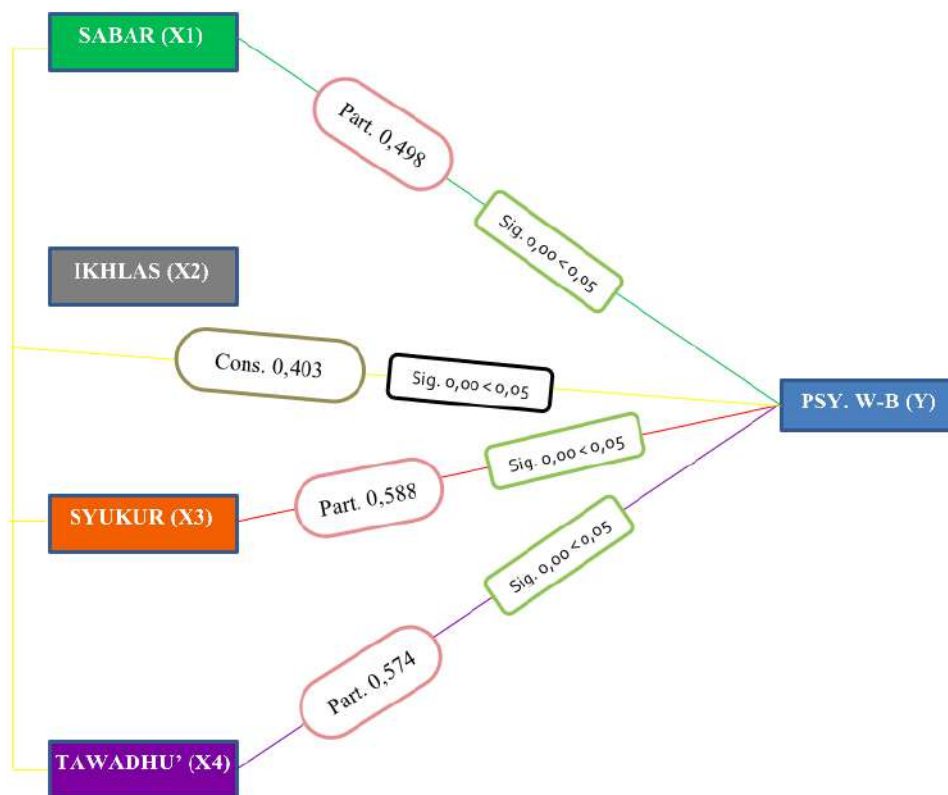 SABAR (X1)
Part. 0,498
Sig. 0,00 < 0,05
IKHLAS (X2)
Cons. 0,403
Sig. 0,00 < 0,05
PSY. W-B (Y)
Sig. 0,00 < 0,05
Part. 0,588
SYUKUR (X3)
Sig. 0,00 < 0,05
Part. 0,574
TAWADHU’ (X4)